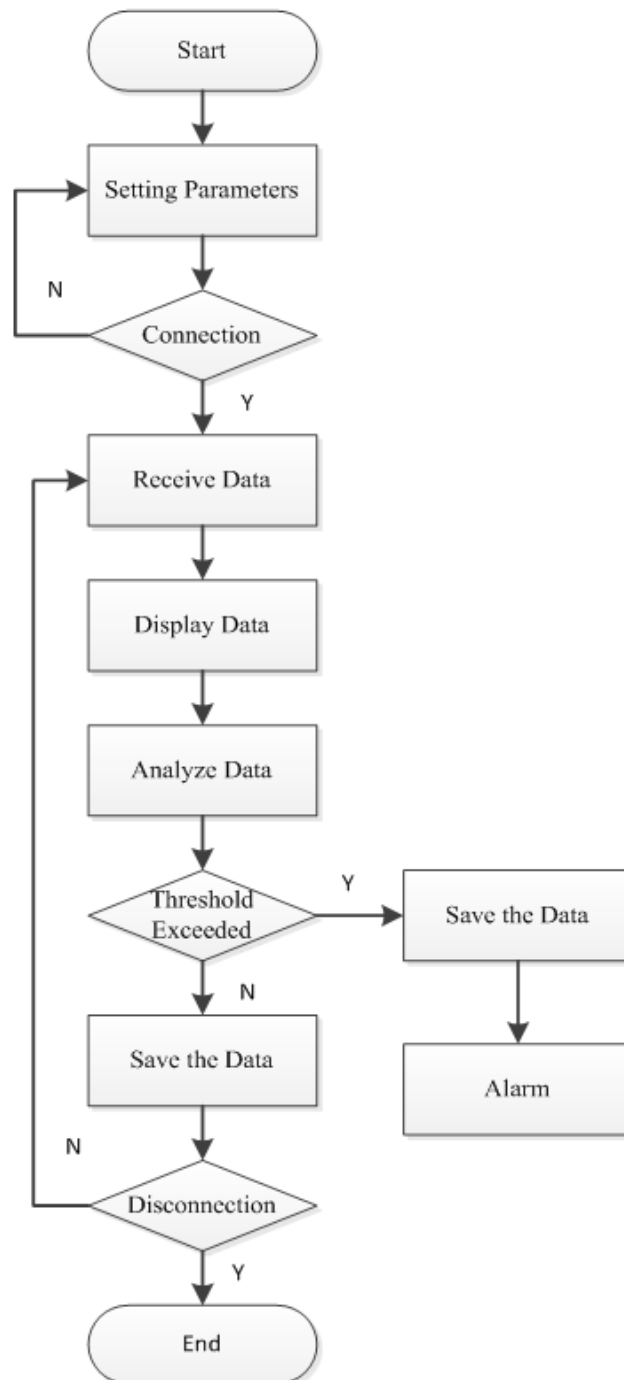 Start
Setting Parameters
N
Connection
Y
Receive Data
Display Data
Analyze Data
Threshold
Exceeded
Y
Save the Data
N
Save the Data
Alarm
N
Disconnection
Y
End